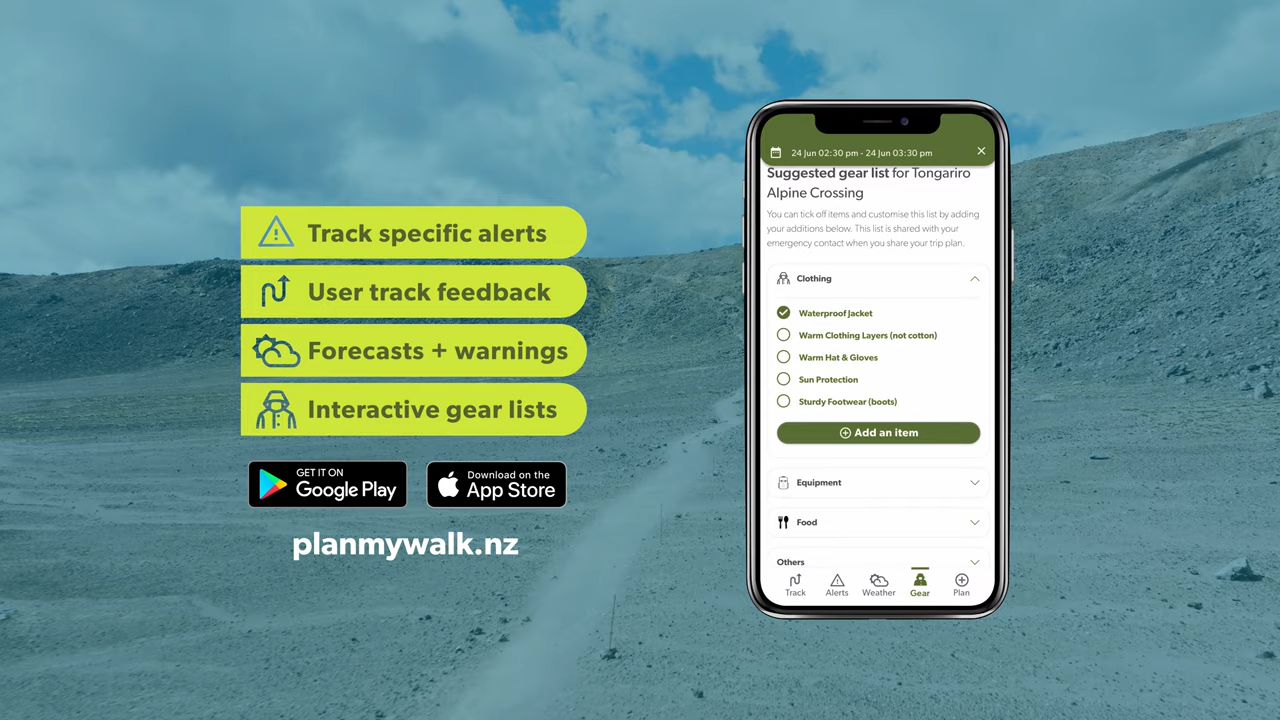 Track specific alerts
User track feedback
Forecasts + warnings
Interactive gear lists
GET IT ON
Google Play
Download on the
App Store
planmywalk.nz
24 Jun 02:30 pm - 24 Jun 03:30 pm
Suggested gear list for Tongariro
Alpine Crossing
You can tick off items and customise this list by adding
your additions below. This list is shared with your
emergency contact when you share your trip plan.
Clothing
Waterproof Jacket
Warm Clothing Layers (not cotton)
Warm Hat & Gloves
Sun Protection
Sturdy Footwear (boots)
Add an item
Equipment
Food
Others
Track
Alerts
Weather
Gear
Plan